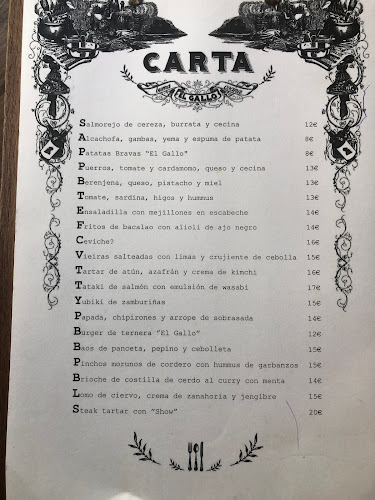 CARTA
EL GALLO
Salmorejo de cereza, burrata y cecina 12€
Alcachofa, gambas, yema y espuma de patata 8€
Patatas Bravas "El Gallo" 8€
Puerros, tomate y cardamomo, queso y cecina 13€
Berenjena, queso, pistacho y miel 13€
Tomate, sardina, higos y hummus 13€
Ensaladilla con mejillones en escabeche 14€
Fritos de bacalao con alioli de ajo negro 14€
Ceviche? 16€
Vieiras salteadas con limas y crujiente de cebolla 15€
Tartar de atún, azafrán y crema de kimchi 16€
Tataki de salmón con emulsión de wasabi 17€
Yubiki de zamburiñas 15€
Papada, chipirones y arrope de sobrasada 14€
Burger de ternera "El Gallo" 12€
Baos de panceta, pepino y cebolleta 15€
Pinchos morunos de cordero con hummus de garbanzos 15€
Brioche de costilla de cerdo al curry con menta 14€
Lomo de ciervo, crema de zanahoria y jengibre 15€
Steak tartar con "Show" 20€